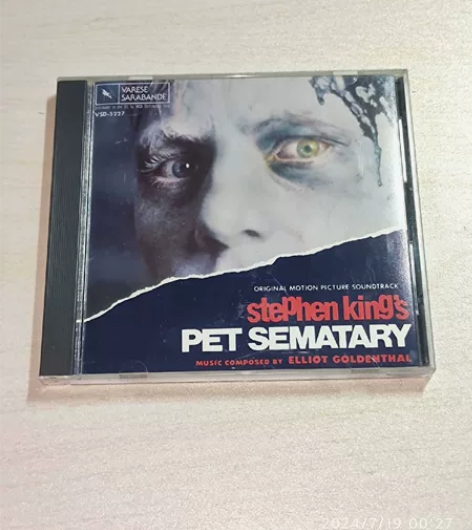 VARESE
SARABANDE
VSD-5227
ORIGINAL MOTION PICTURE SOUNDTRACK
stephen king's
PET SEMATARY
MUSIC COMPOSED BY ELLIOT GOLDENTHAL
2024/7/19 00:27